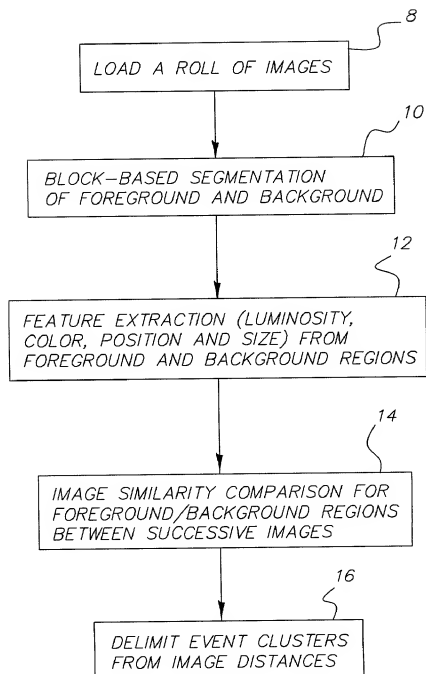 8
LOAD A ROLL OF IMAGES
10
BLOCK-BASED SEGMENTATION
OF FOREGROUND AND BACKGROUND
12
FEATURE EXTRACTION (LUMINOSITY,
COLOR, POSITION AND SIZE) FROM
FOREGROUND AND BACKGROUND REGIONS
14
IMAGE SIMILARITY COMPARISON FOR
FOREGROUND/BACKGROUND REGIONS
BETWEEN SUCCESSIVE IMAGES
16
DELIMIT EVENT CLUSTERS
FROM IMAGE DISTANCES